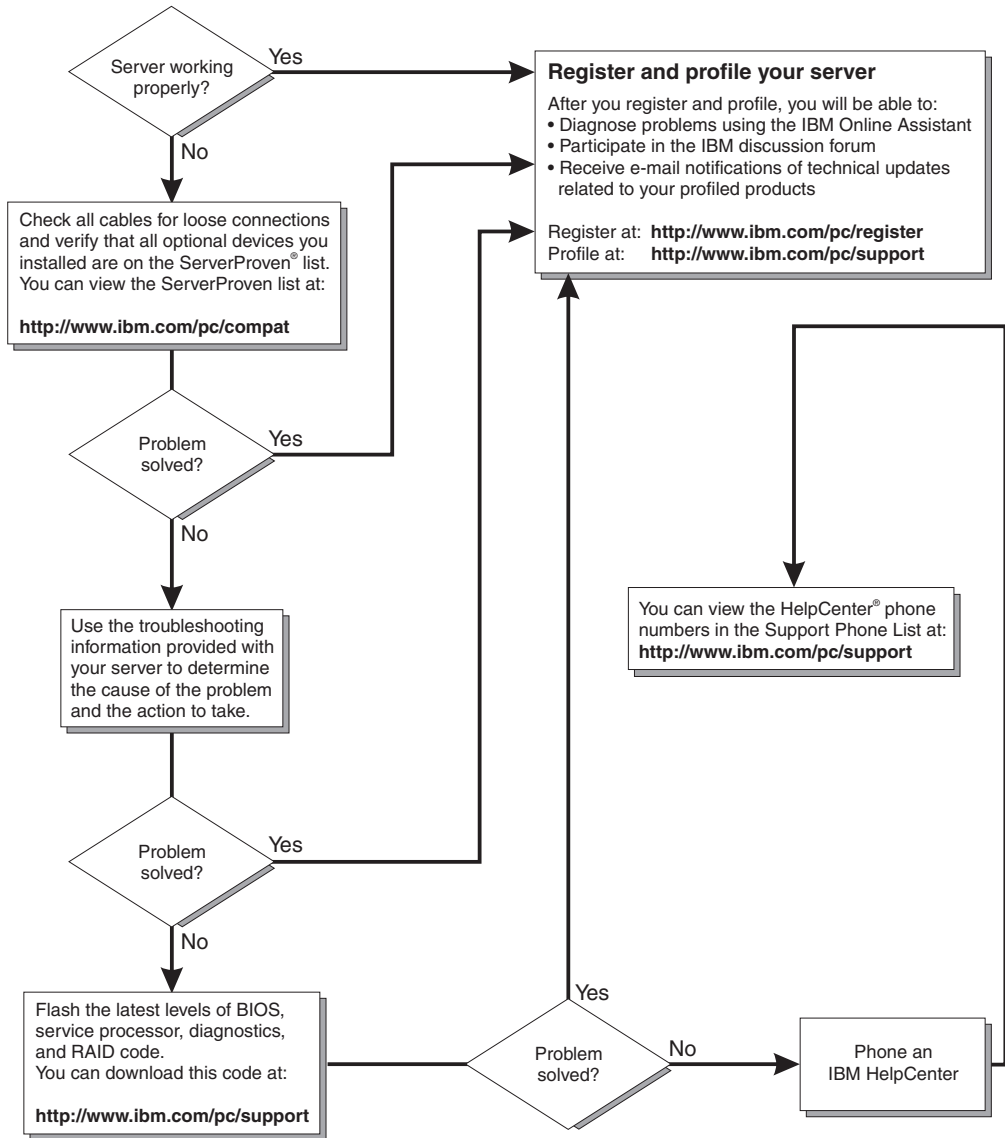 Server working
properly?
Yes
No
Register and profile your server
After you register and profile, you will be able to:
• Diagnose problems using the IBM Online Assistant
• Participate in the IBM discussion forum
• Receive e-mail notifications of technical updates
related to your profiled products
Register at: http://www.ibm.com/pc/register
Profile at: http://www.ibm.com/pc/support
Check all cables for loose connections
and verify that all optional devices you
installed are on the ServerProven® list.
You can view the ServerProven list at:
http://www.ibm.com/pc/compat
Problem
solved?
Yes
No
Use the troubleshooting
information provided with
your server to determine
the cause of the problem
and the action to take.
You can view the HelpCenter® phone
numbers in the Support Phone List at:
http://www.ibm.com/pc/support
Problem
solved?
Yes
No
Flash the latest levels of BIOS,
service processor, diagnostics,
and RAID code.
You can download this code at:
http://www.ibm.com/pc/support
Problem
solved?
Yes
No
Phone an
IBM HelpCenter